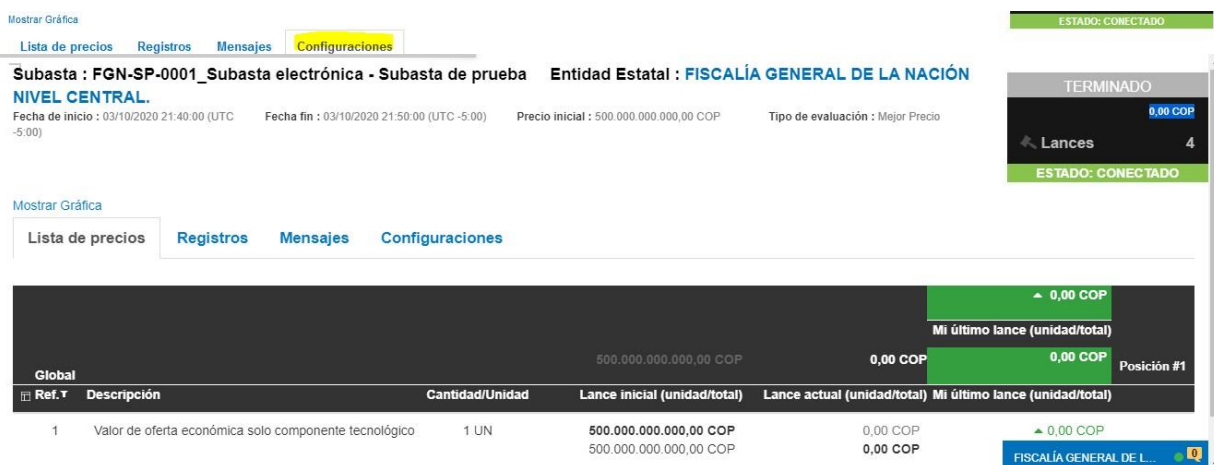 Mostrar Gráfica
ESTADO: CONECTADO
Lista de precios Registros Mensajes Configuraciones
Subasta : FGN-SP-0001_Subasta electrónica - Subasta de prueba Entidad Estatal : FISCALÍA GENERAL DE LA NACIÓN
NIVEL CENTRAL.
Fecha de inicio : 03/10/2020 21:40:00 (UTC
-5:00)
Fecha fin : 03/10/2020 21:50:00 (UTC -5:00)
Precio inicial : 500.000.000.000,00 COP
Tipo de evaluación : Mejor Precio
TERMINADO
0,00 COP
Lances 4
ESTADO: CONECTADO
Mostrar Gráfica
Lista de precios Registros Mensajes Configuraciones
0,00 COP
Mi último lance (unidad/total)
500.000.000.000,00 COP 0,00 COP 0,00 COP Posición #1
Global
Ref. Descripción Cantidad/Unidad Lance inicial (unidad/total) Lance actual (unidad/total) Mi último lance (unidad/total)
1 Valor de oferta económica solo componente tecnológico 1 UN 500.000.000.000,00 COP 0,00 COP 0,00 COP
500.000.000.000,00 COP 0,00 COP
FISCALÍA GENERAL DE L... 0